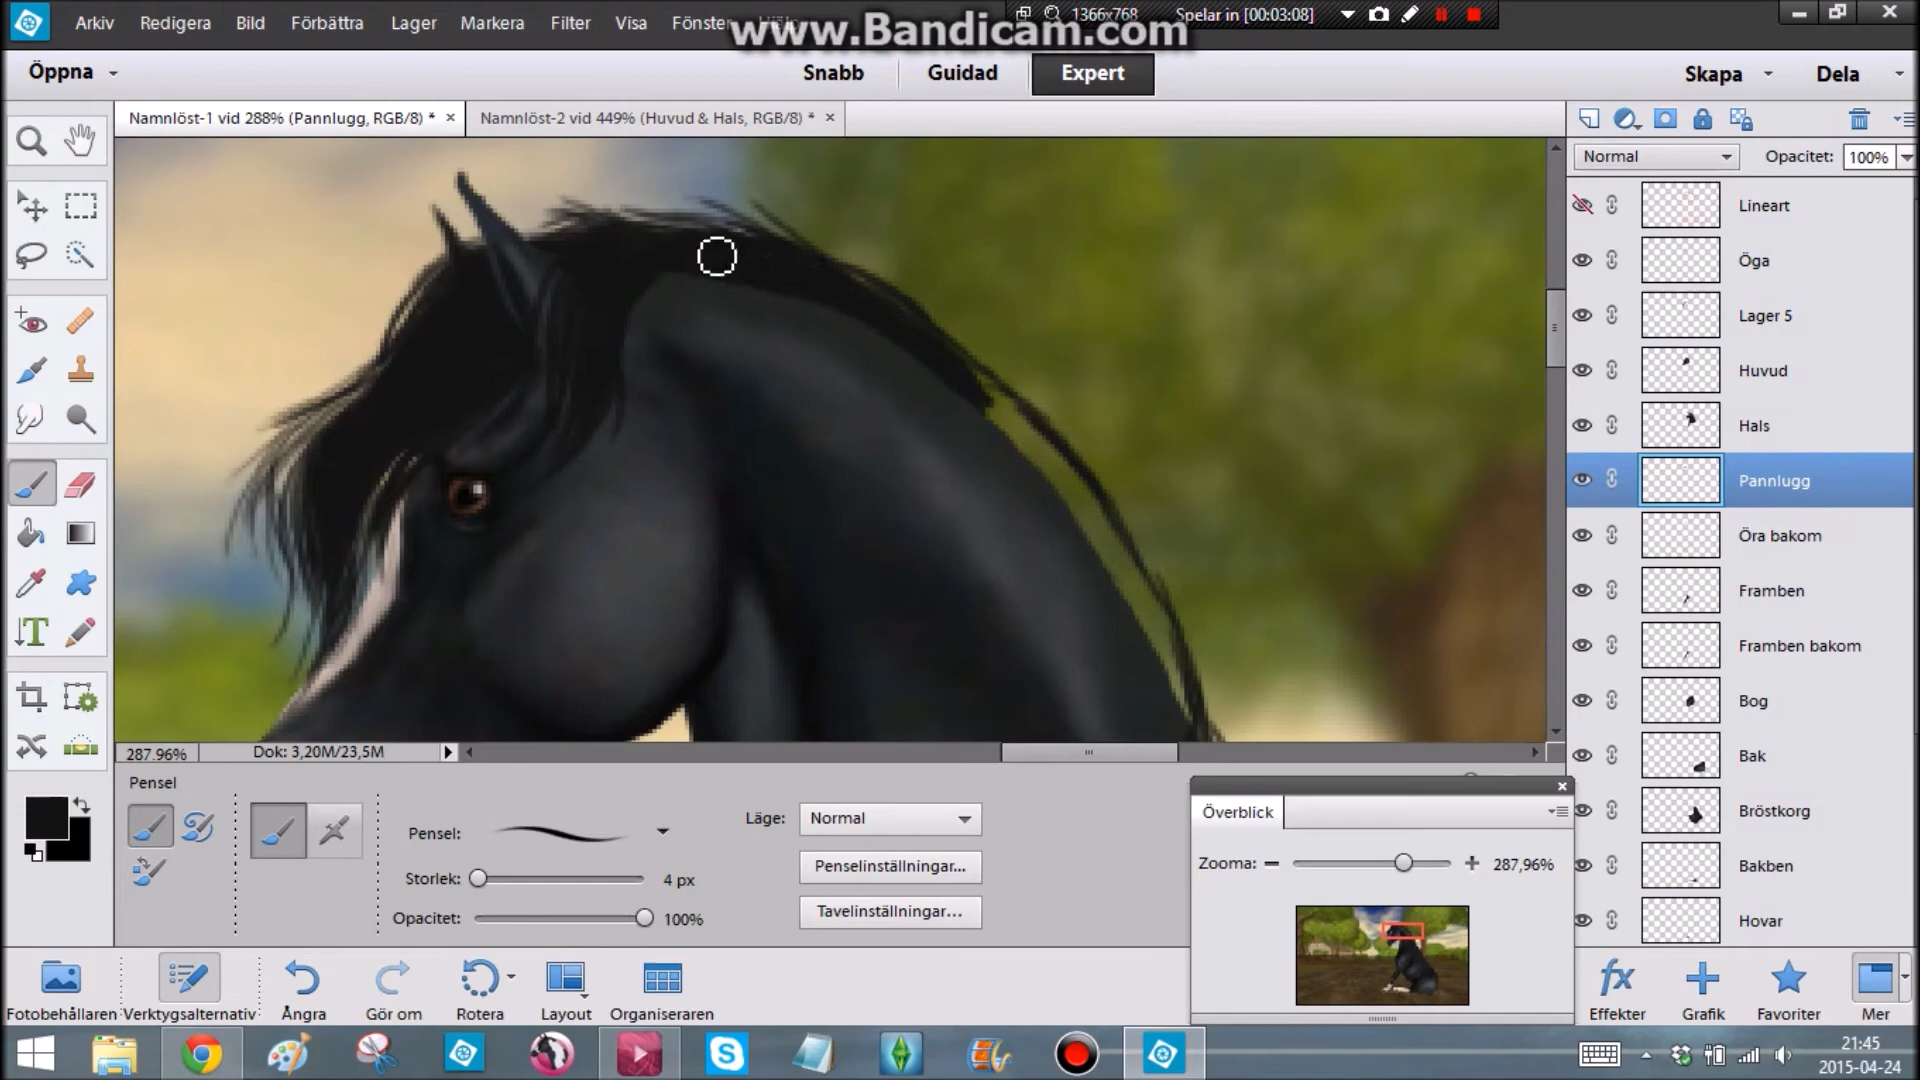 Arkiv Redigera Bild Förbättra Lager Markera Filter Visa Fönster Hjälp
1366x768 Spelar in [00:03:08]
www.Bandicam.com
Öppna Snabb Guidad Expert Skapa Dela
Namnlöst-1 vid 288% (Pannlugg, RGB/8) * × Namnlöst-2 vid 449% (Huvud & Hals, RGB/8) * ×
Normal Opacitet: 100%
Lineart
Öga
Lager 5
Huvud
Hals
Pannlugg
Öra bakom
Framben
Framben bakom
Bog
Bak
Bröstkorg
Bakben
Hovar
T
287.96% Dok: 3,20M/23,5M
Pensel
Pensel:
Storlek: 4 px
Opacitet: 100%
Läge: Normal
Penselinställningar...
Tavelinställningar...
Överblick
Zooma: 287,96%
Fotobehållaren Verktygsalternativ Ångra Gör om Rotera Layout Organiseraren
fx
Effekter Grafik Favoriter Mer
S
21:45
2015-04-24